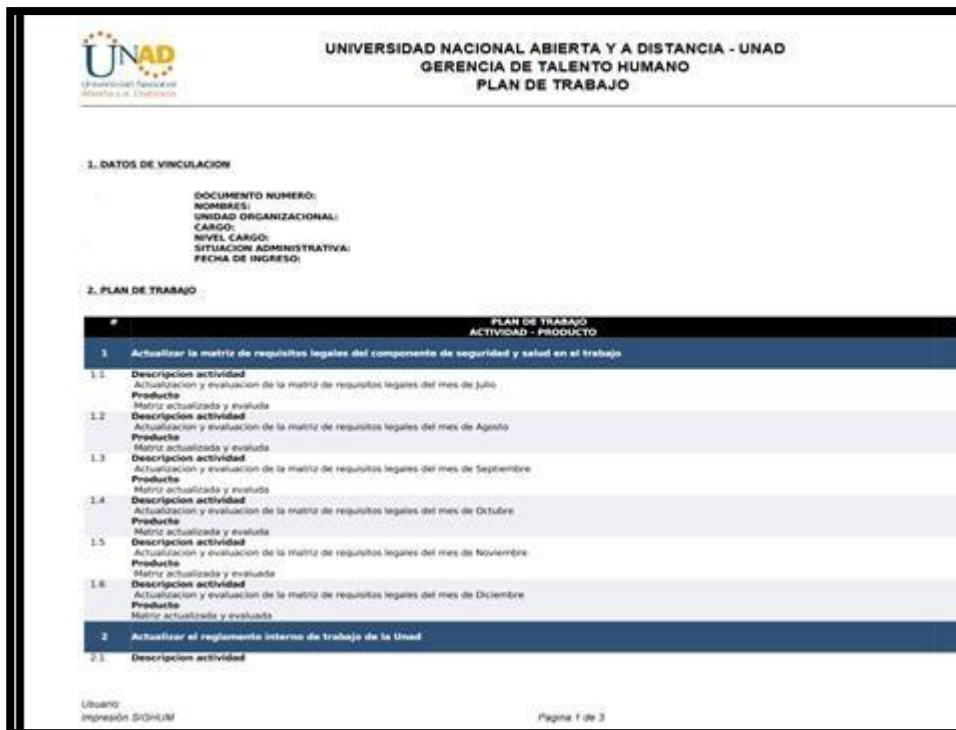 UNAD
Universidad Nacional
Abierta y a Distancia
UNIVERSIDAD NACIONAL ABIERTA Y A DISTANCIA - UNAD
GERENCIA DE TALENTO HUMANO
PLAN DE TRABAJO
1. DATOS DE VINCULACION
DOCUMENTO NUMERO:
NOMBRES:
UNIDAD ORGANIZACIONAL:
CARGO:
NIVEL CARGO:
SITUACION ADMINISTRATIVA:
FECHA DE INGRESO:
2. PLAN DE TRABAJO
# PLAN DE TRABAJO
ACTIVIDAD - PRODUCTO
1 Actualizar la matriz de requisitos legales del componente de seguridad y salud en el trabajo
1.1 Descripcion actividad
Actualizacion y evaluacion de la matriz de requisitos legales del mes de Julio
Producto
Matriz actualizada y evaluda
1.2 Descripcion actividad
Actualizacion y evaluacion de la matriz de requisitos legales del mes de Agosto
Producto
Matriz actualizada y evaluda
1.3 Descripcion actividad
Actualizacion y evaluacion de la matriz de requisitos legales del mes de Septiembre
Producto
Matriz actualizada y evaluda
1.4 Descripcion actividad
Actualizacion y evaluacion de la matriz de requisitos legales del mes de Octubre
Producto
Matriz actualizada y evaluda
1.5 Descripcion actividad
Actualizacion y evaluacion de la matriz de requisitos legales del mes de Noviembre
Producto
Matriz actualizada y evaluada
1.6 Descripcion actividad
Actualizacion y evaluacion de la matriz de requisitos legales del mes de Diciembre
Producto
Matriz actualizada y evaluada
2 Actualizar el reglamento interno de trabajo de la Unad
2.1 Descripcion actividad
Usuario:
Impresión SIGHUM Pagina 1 de 3